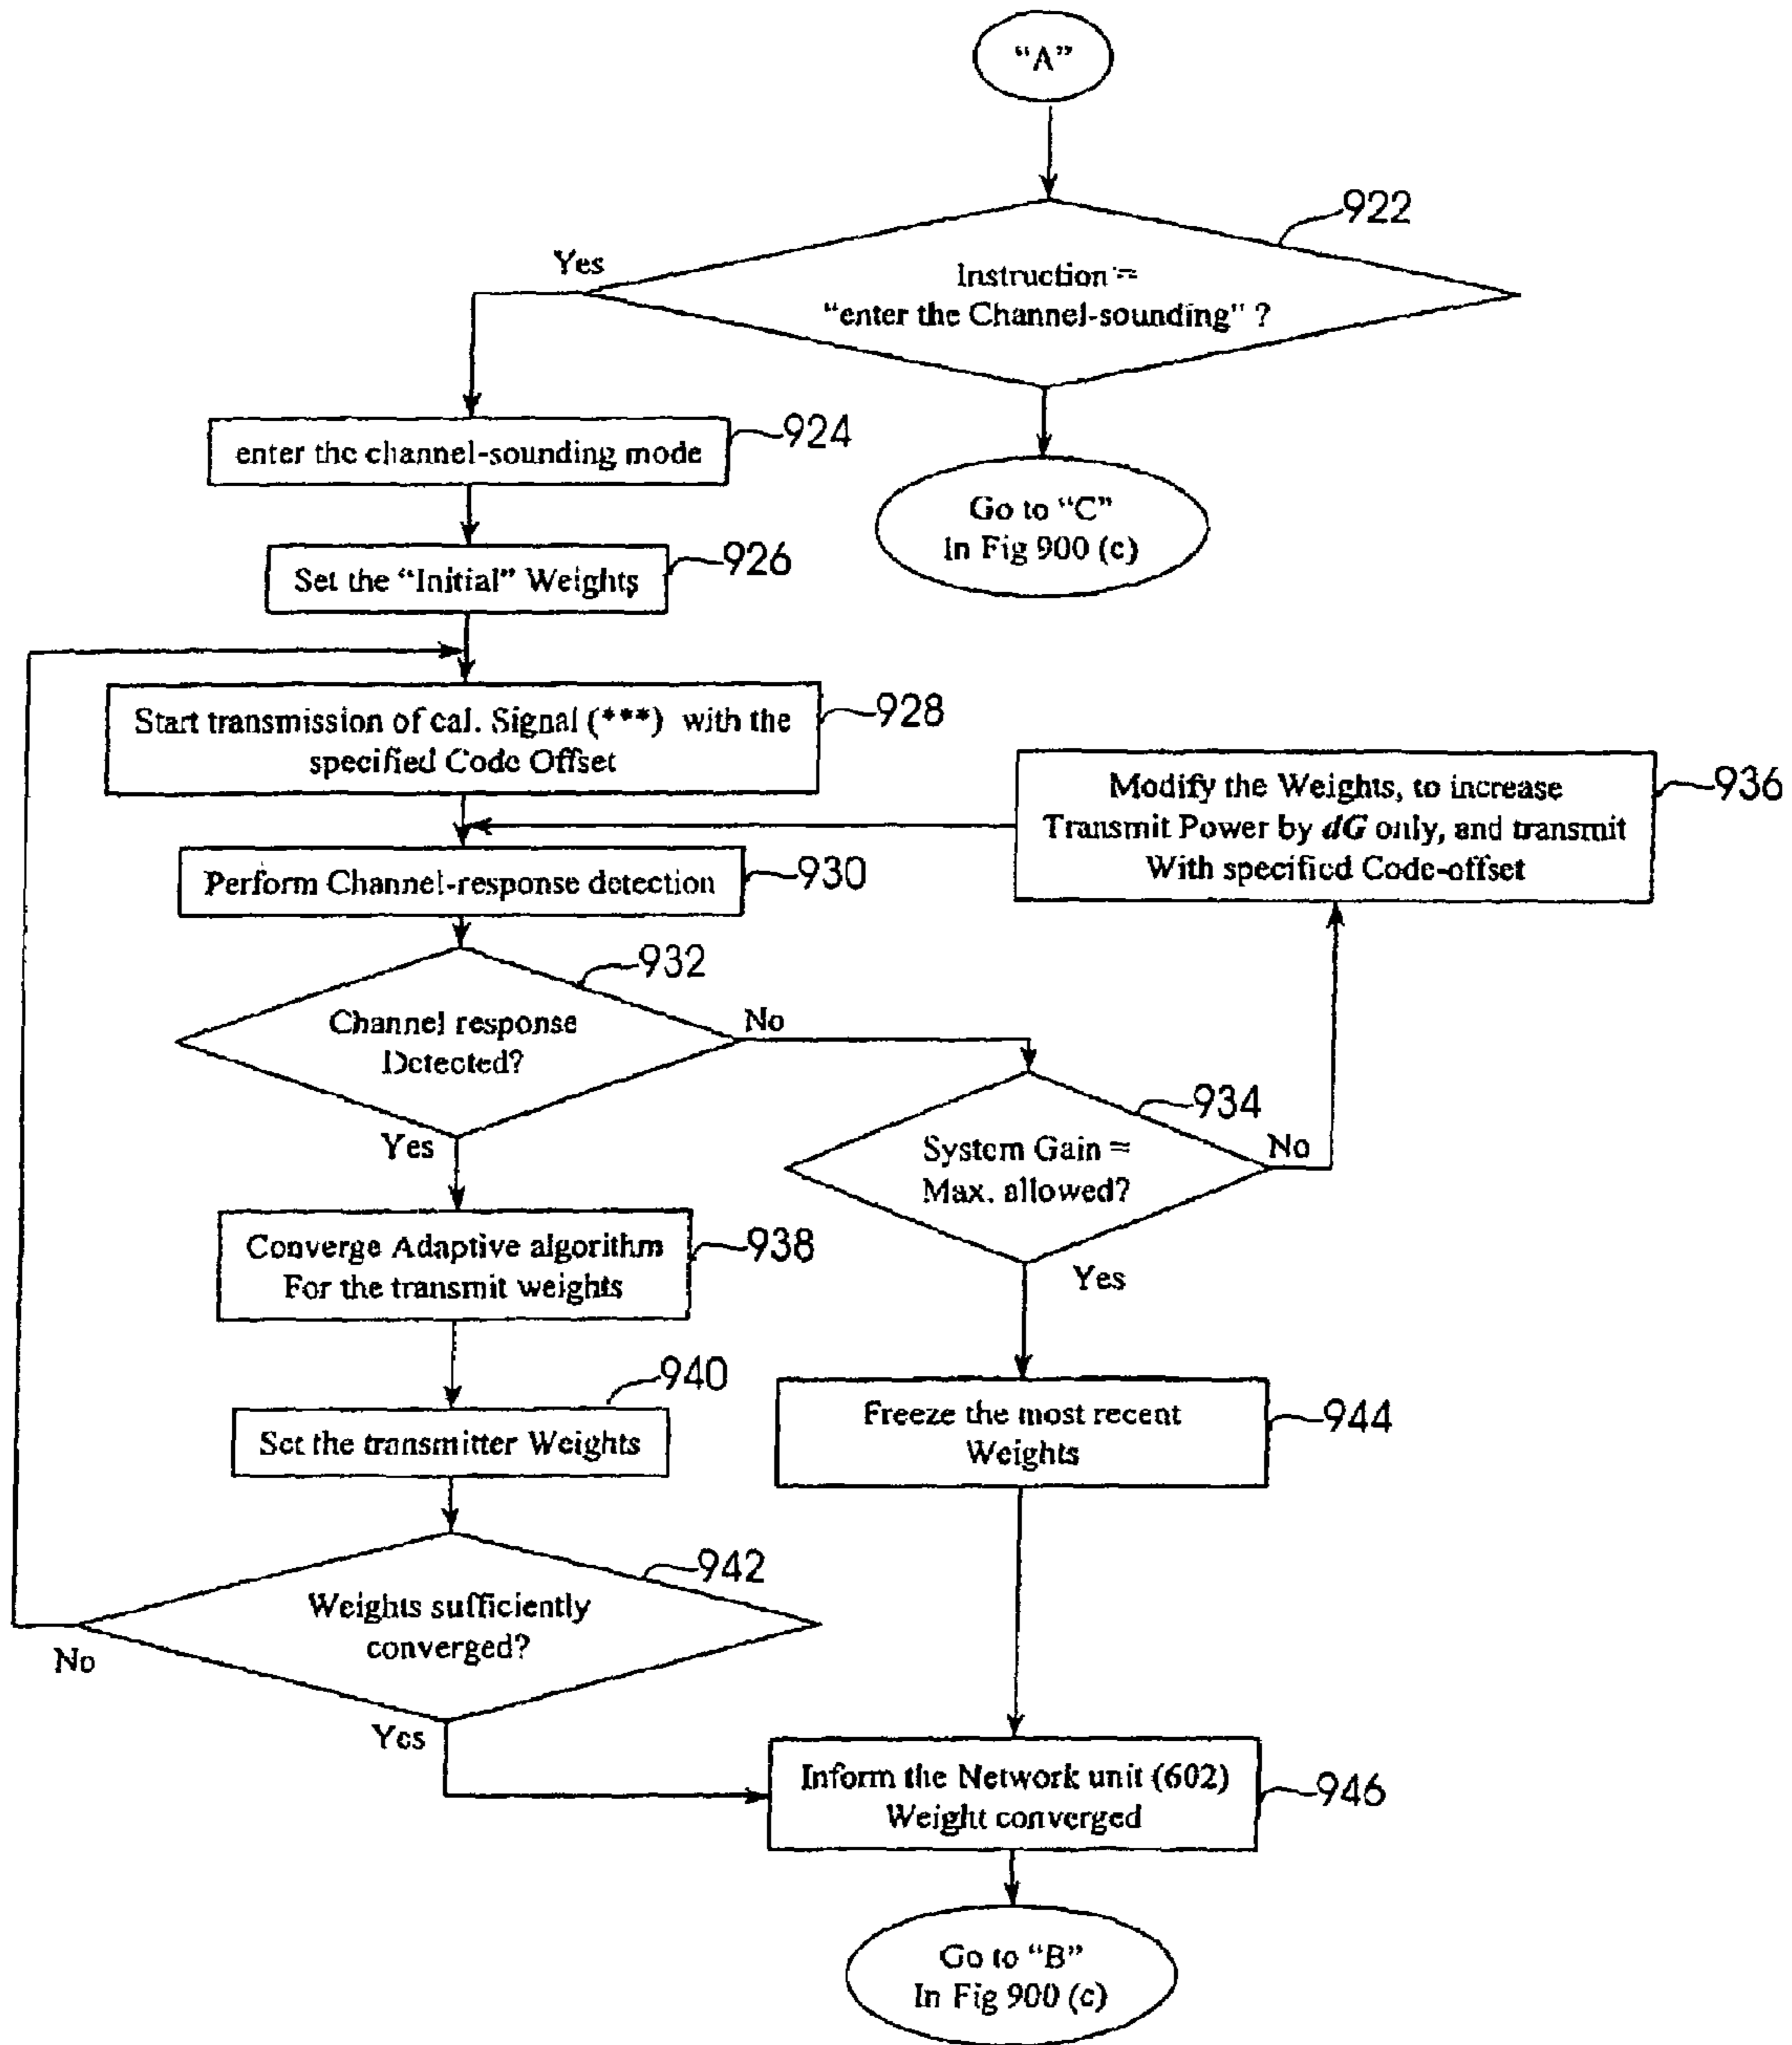 “A”
922
Yes
Instruction =
“enter the Channel-sounding” ?
924
enter the channel-sounding mode
Go to “C”
In Fig 900 (c)
926
Set the “Initial” Weights
928
Start transmission of cal. Signal (***) with the
specified Code Offset
936
Modify the Weights, to increase
Transmit Power by dG only, and transmit
With specified Code-offset
930
Perform Channel-response detection
932
Channel response
Detected?
No
Yes
934
System Gain =
Max. allowed?
No
Yes
938
Converge Adaptive algorithm
For the transmit weights
940
Set the transmitter Weights
944
Freeze the most recent
Weights
942
Weights sufficiently
converged?
No
Yes
946
Inform the Network unit (602)
Weight converged
Go to “B”
In Fig 900 (c)